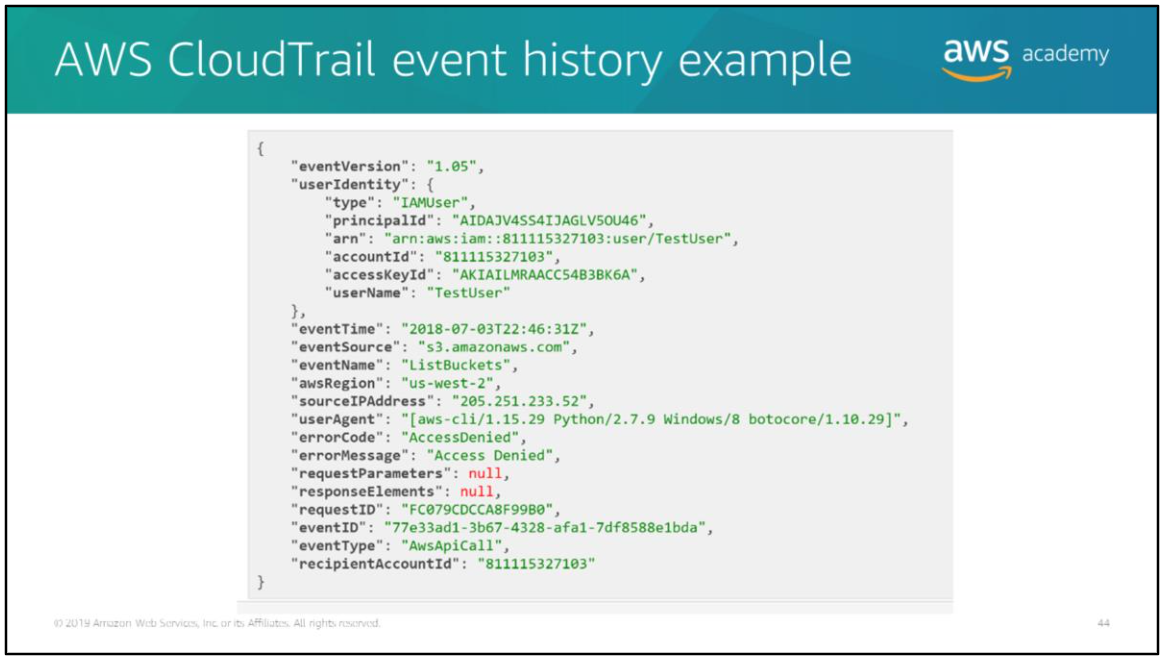 AWS CloudTrail event history example
aws academy
{
    "eventVersion": "1.05",
    "userIdentity": {
        "type": "IAMUser",
        "principalId": "AIDAJV4SS4IJAGLV5OU46",
        "arn": "arn:aws:iam::811115327103:user/TestUser",
        "accountId": "811115327103",
        "accessKeyId": "AKIAILMRAACC54B3BK6A",
        "userName": "TestUser"
    },
    "eventTime": "2018-07-03T22:46:31Z",
    "eventSource": "s3.amazonaws.com",
    "eventName": "ListBuckets",
    "awsRegion": "us-west-2",
    "sourceIPAddress": "205.251.233.52",
    "userAgent": "[aws-cli/1.15.29 Python/2.7.9 Windows/8 botocore/1.10.29]",
    "errorCode": "AccessDenied",
    "errorMessage": "Access Denied",
    "requestParameters": null,
    "responseElements": null,
    "requestID": "FC079CDCCA8F99B0",
    "eventID": "77e33ad1-3b67-4328-afa1-7df8588e1bda",
    "eventType": "AwsApiCall",
    "recipientAccountId": "811115327103"
}
© 2019 Amazon Web Services, Inc. or its Affiliates. All rights reserved.
44